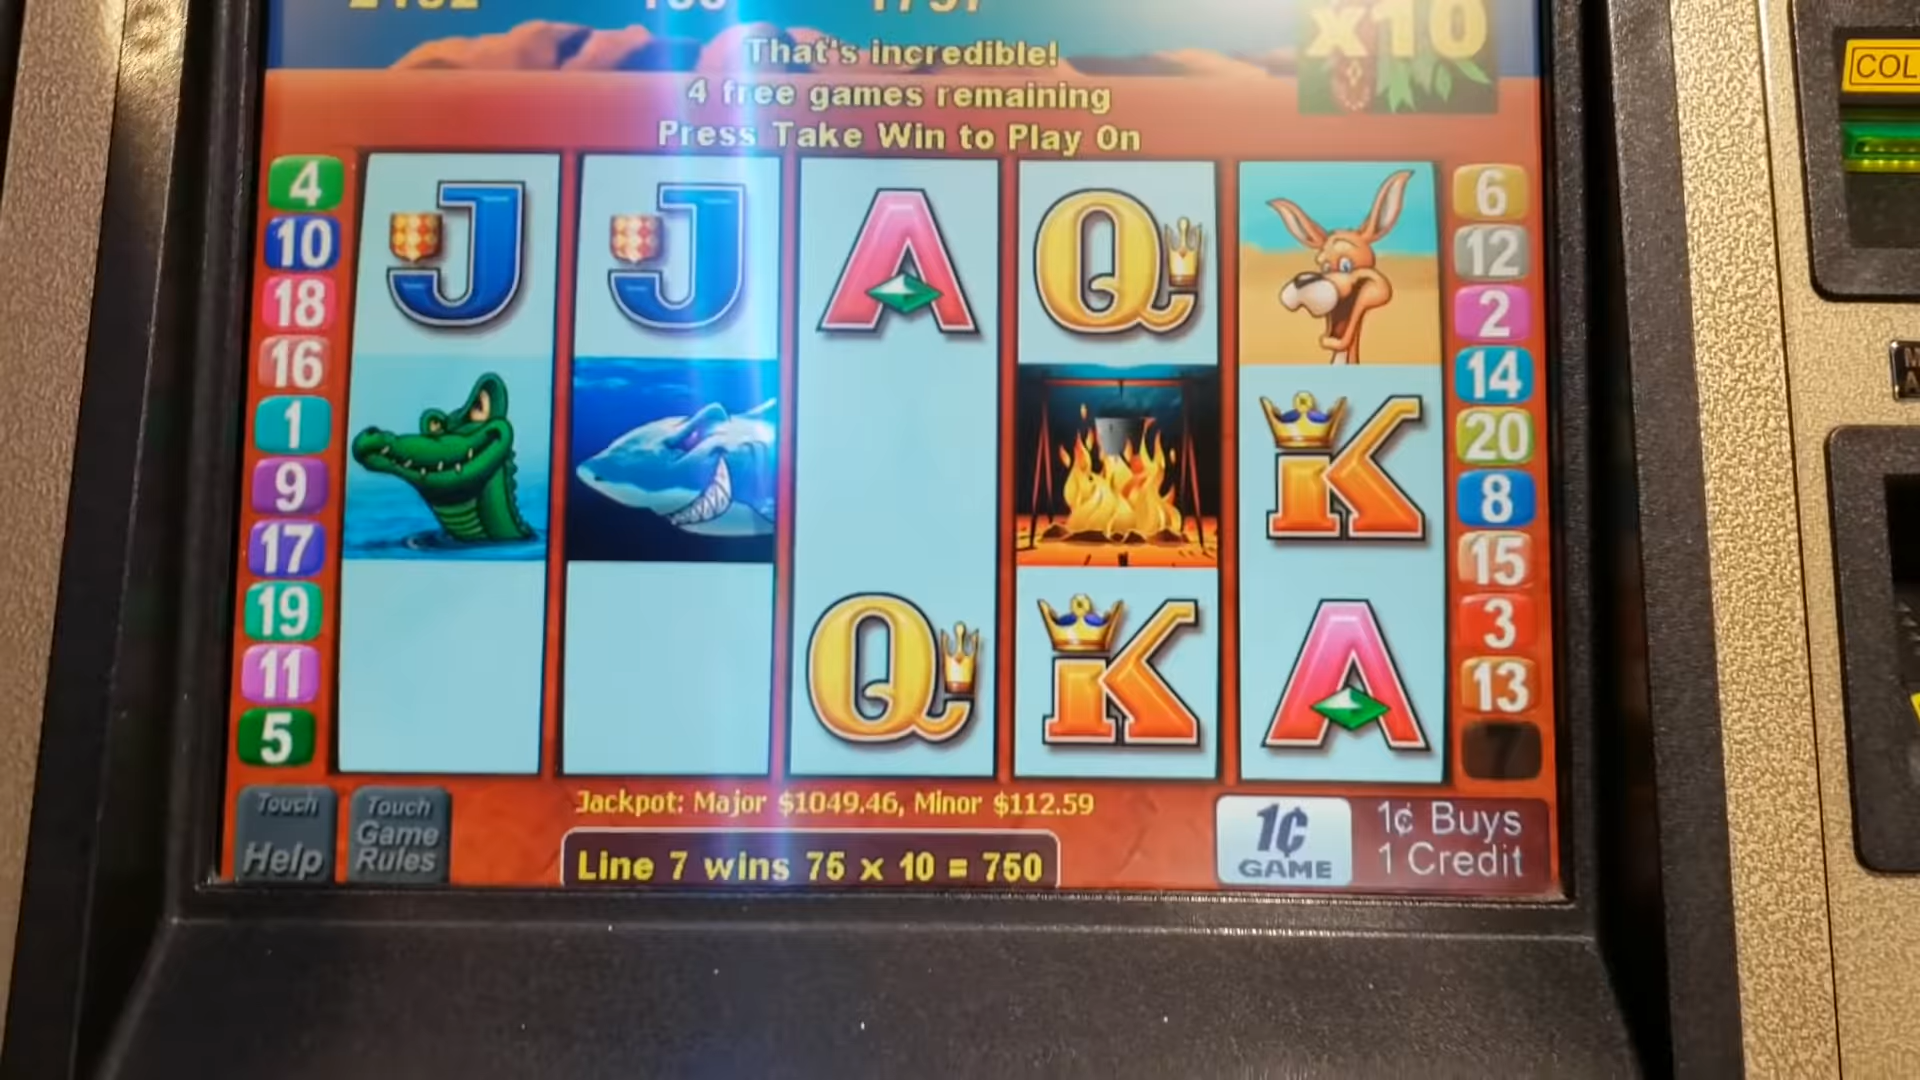 x10
That's incredible!
4 free games remaining
Press Take Win to Play On
COL
4
10
18
16
1
9
17
19
11
5
J
J
A
Q
K
Q
K
A
6
12
2
14
20
8
15
3
13
7
Touch Help
Touch Game Rules
Jackpot: Major $1049.46, Minor $112.59
Line 7 wins 75 x 10 = 750
1¢ GAME
1¢ Buys
1 Credit